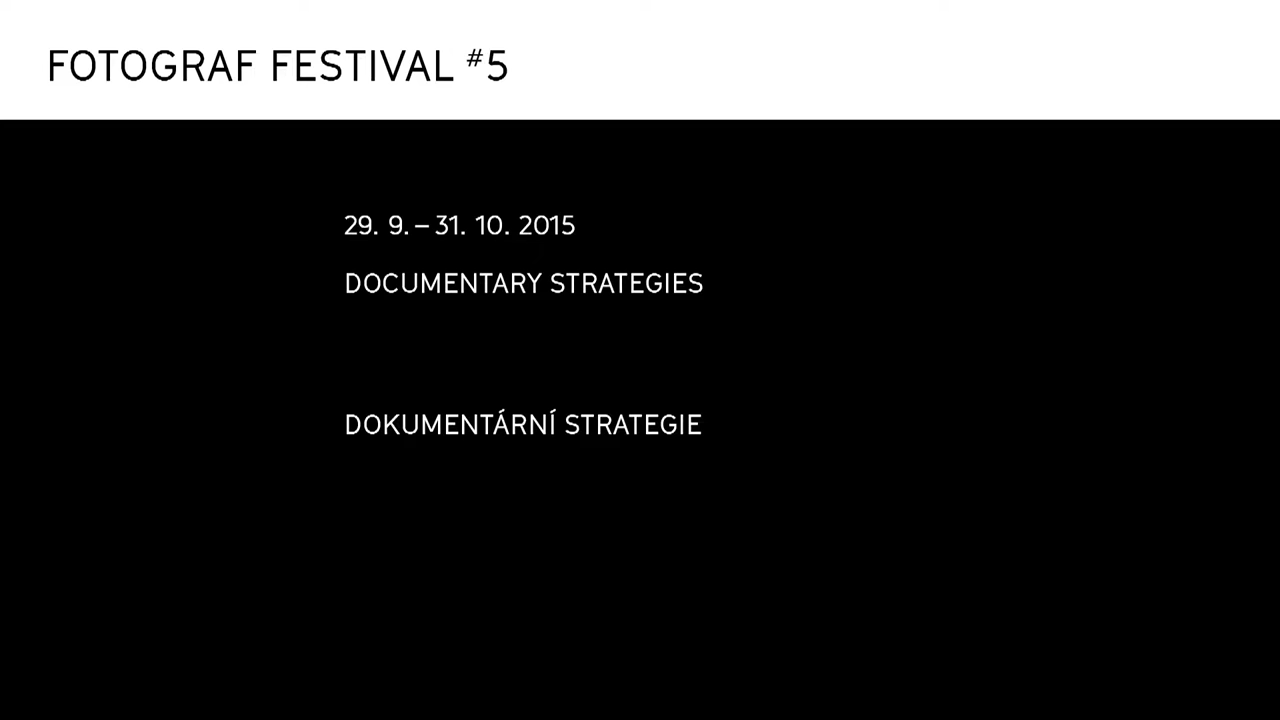 FOTOGRAF FESTIVAL #5
29. 9. – 31. 10. 2015
DOCUMENTARY STRATEGIES
DOKUMENTÁRNÍ STRATEGIE